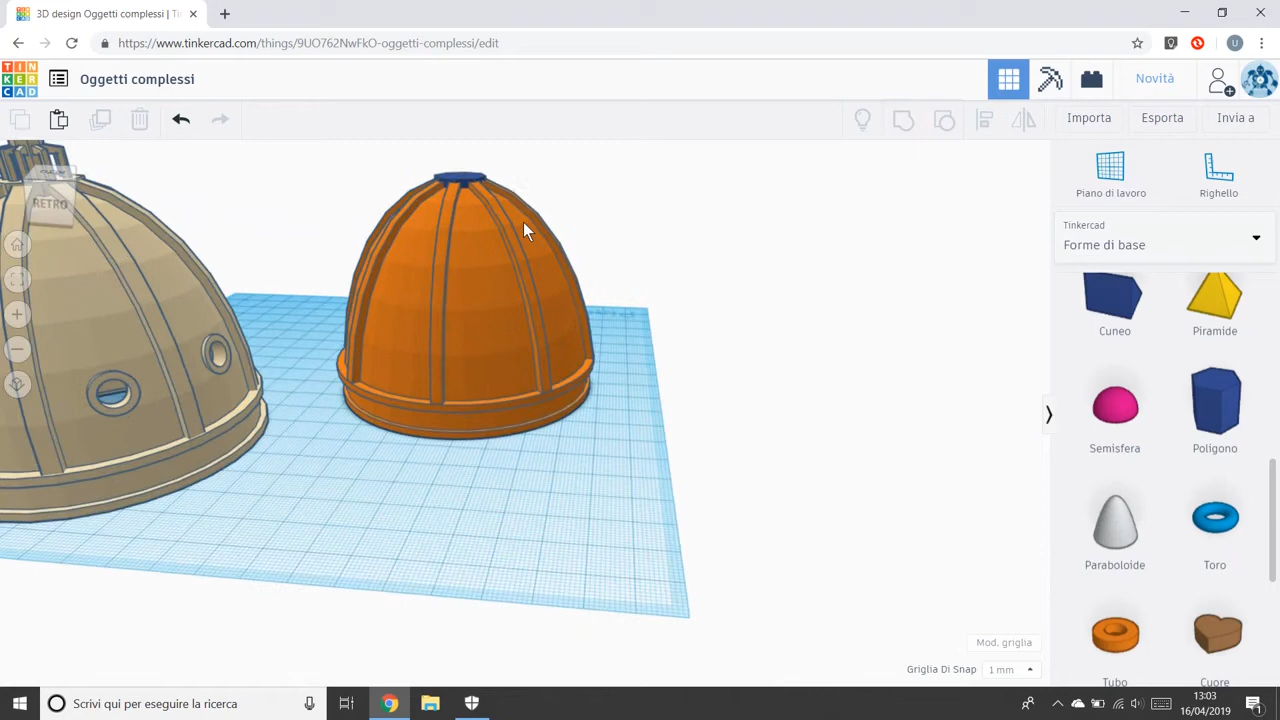 3D design Oggetti complessi | Ti
https://www.tinkercad.com/things/9UO762NwFkO-oggetti-complessi/edit
U
TIN
KER
CAD
Oggetti complessi
Novità
Importa
Esporta
Invia a
RETRO
Piano di lavoro
Righello
Tinkercad
Forme di base
Cuneo
Piramide
Semisfera
Poligono
Paraboloide
Toro
Tubo
Cuore
Mod. griglia
Griglia Di Snap
1 mm
Scrivi qui per eseguire la ricerca
13:03
16/04/2019
1